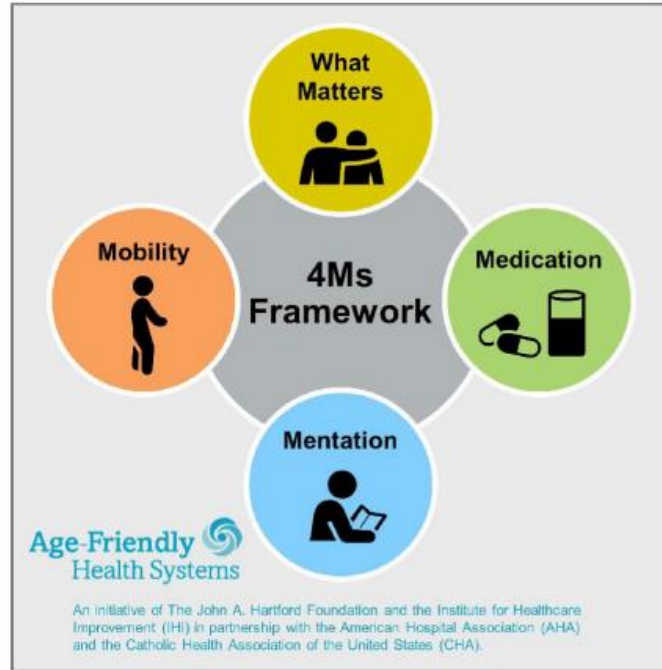 What
Matters
Mobility
4Ms
Framework
Medication
Mentation
Age-Friendly
Health Systems
An initiative of The John A. Hartford Foundation and the Institute for Healthcare
Improvement (IHI) in partnership with the American Hospital Association (AHA)
and the Catholic Health Association of the United States (CHA).